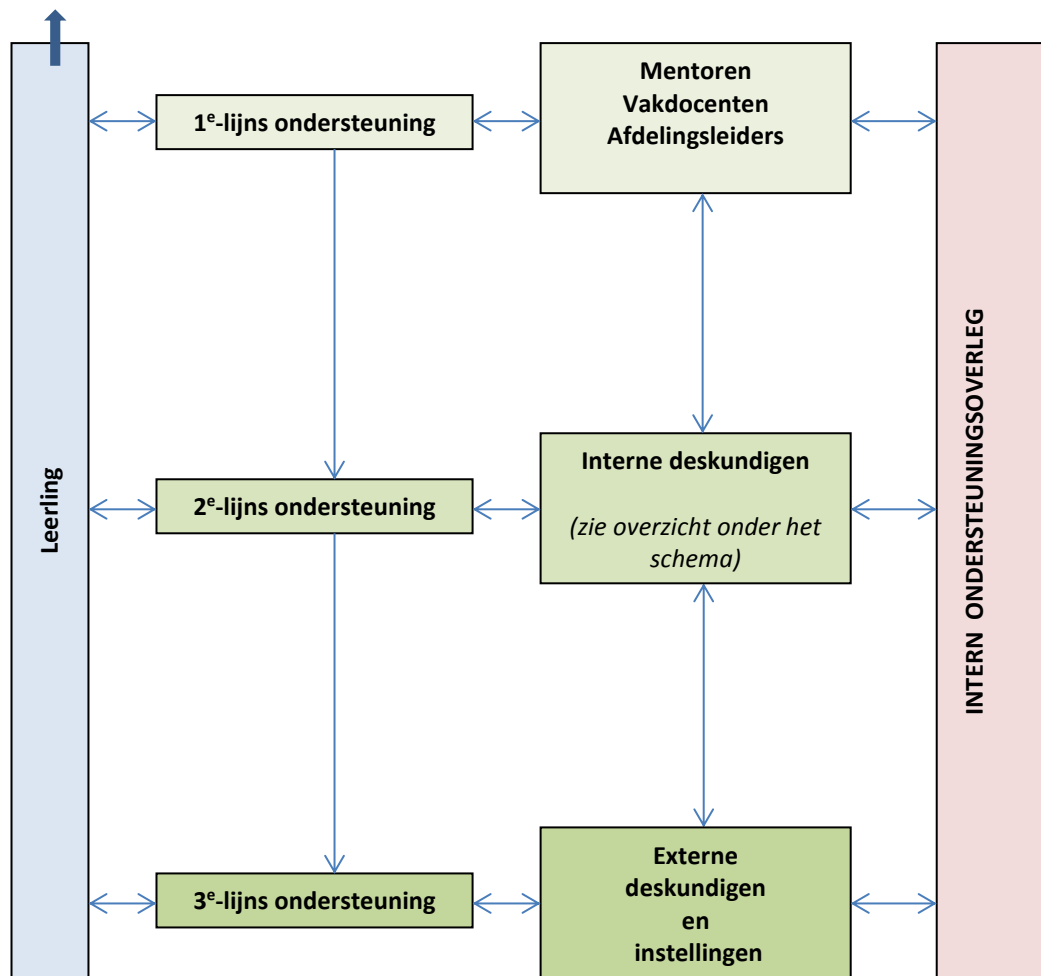 Mentoren
Vakdocenten
Afdelingsleiders
1e-lijns ondersteuning
Interne deskundigen
(zie overzicht onder het
schema)
2e-lijns ondersteuning
Externe
deskundigen
en
instellingen
3e-lijns ondersteuning
Leerling
INTERN ONDERSTEUNINGSOVERLEG